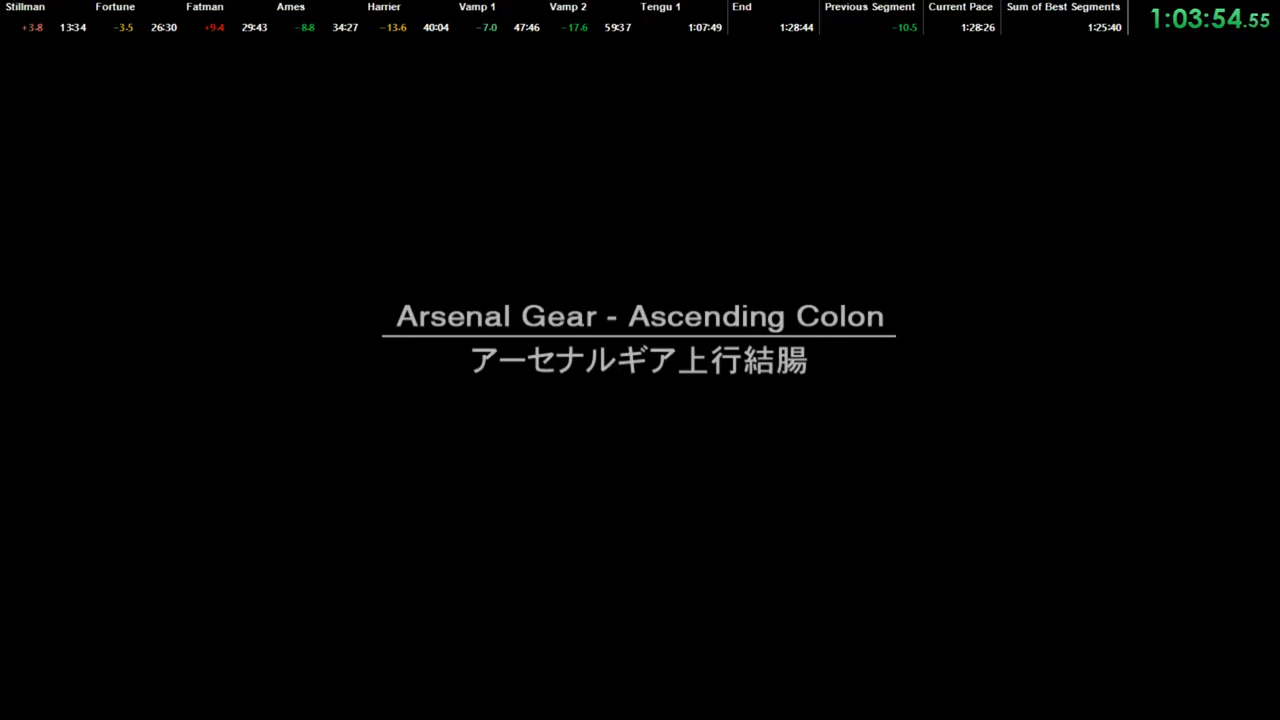 Stillman Fortune Fatman Ames Harrier Vamp 1 Vamp 2 Tengu 1 End Previous Segment Current Pace Sum of Best Segments
+3.8 13:34 −3.5 26:30 +9.4 29:43 −8.8 34:27 −13.6 40:04 −7.0 47:46 −17.6 59:37 1:07:49 1:28:44 −10.5 1:28:26 1:25:40 1:03:54.55
Arsenal Gear - Ascending Colon
アーセナルギア上行結腸